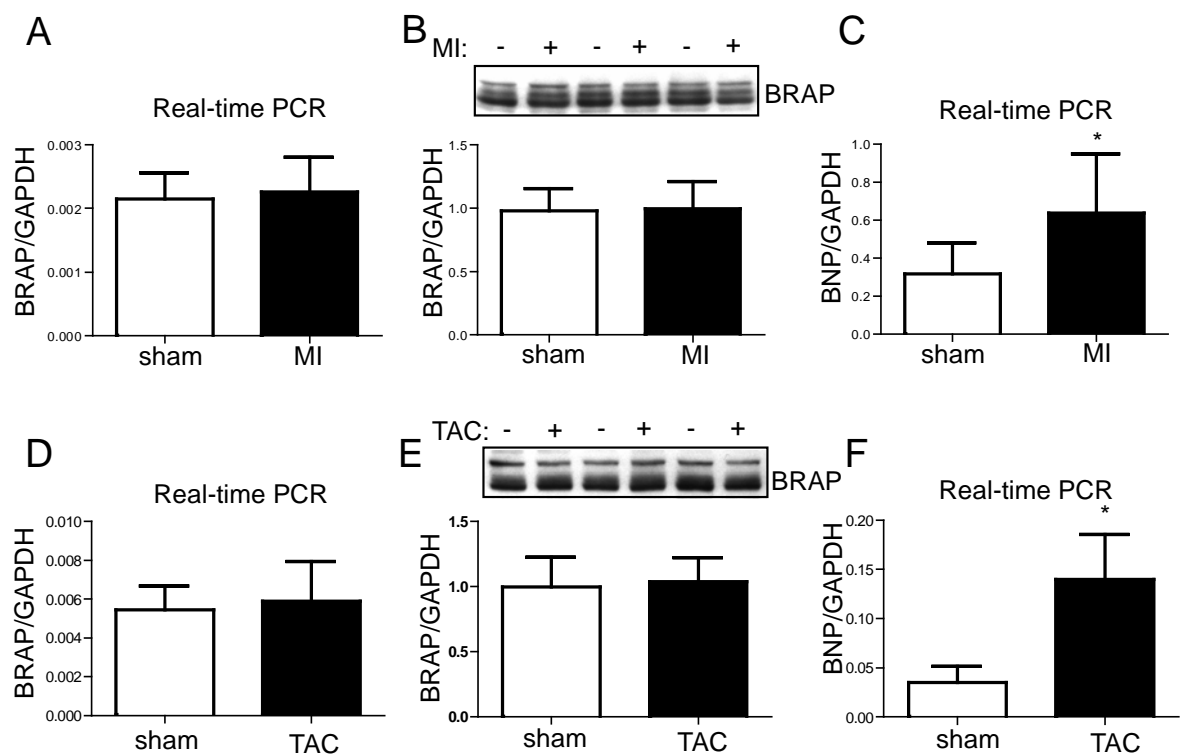 A
Real-time PCR
BRAP/GAPDH
0.003
0.002
0.001
0.000
sham MI
B
MI: - + - + - +
BRAP
BRAP/GAPDH
1.5
1.0
0.5
0.0
sham MI
C
Real-time PCR
*
BNP/GAPDH
1.0
0.8
0.6
0.4
0.2
0.0
sham MI
D
Real-time PCR
BRAP/GAPDH
0.010
0.008
0.006
0.004
0.002
0.000
sham TAC
E
TAC: - + - + - +
BRAP
BRAP/GAPDH
1.5
1.0
0.5
0.0
sham TAC
F
Real-time PCR
*
BNP/GAPDH
0.20
0.15
0.10
0.05
0.00
sham TAC